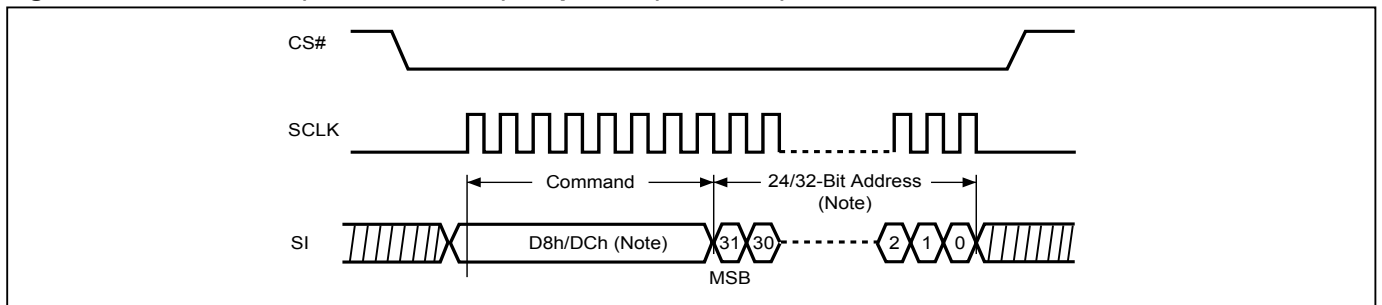 CS#
SCLK
Command
24/32-Bit Address
(Note)
SI
D8h/DCh (Note)
31 30
2 1 0
MSB